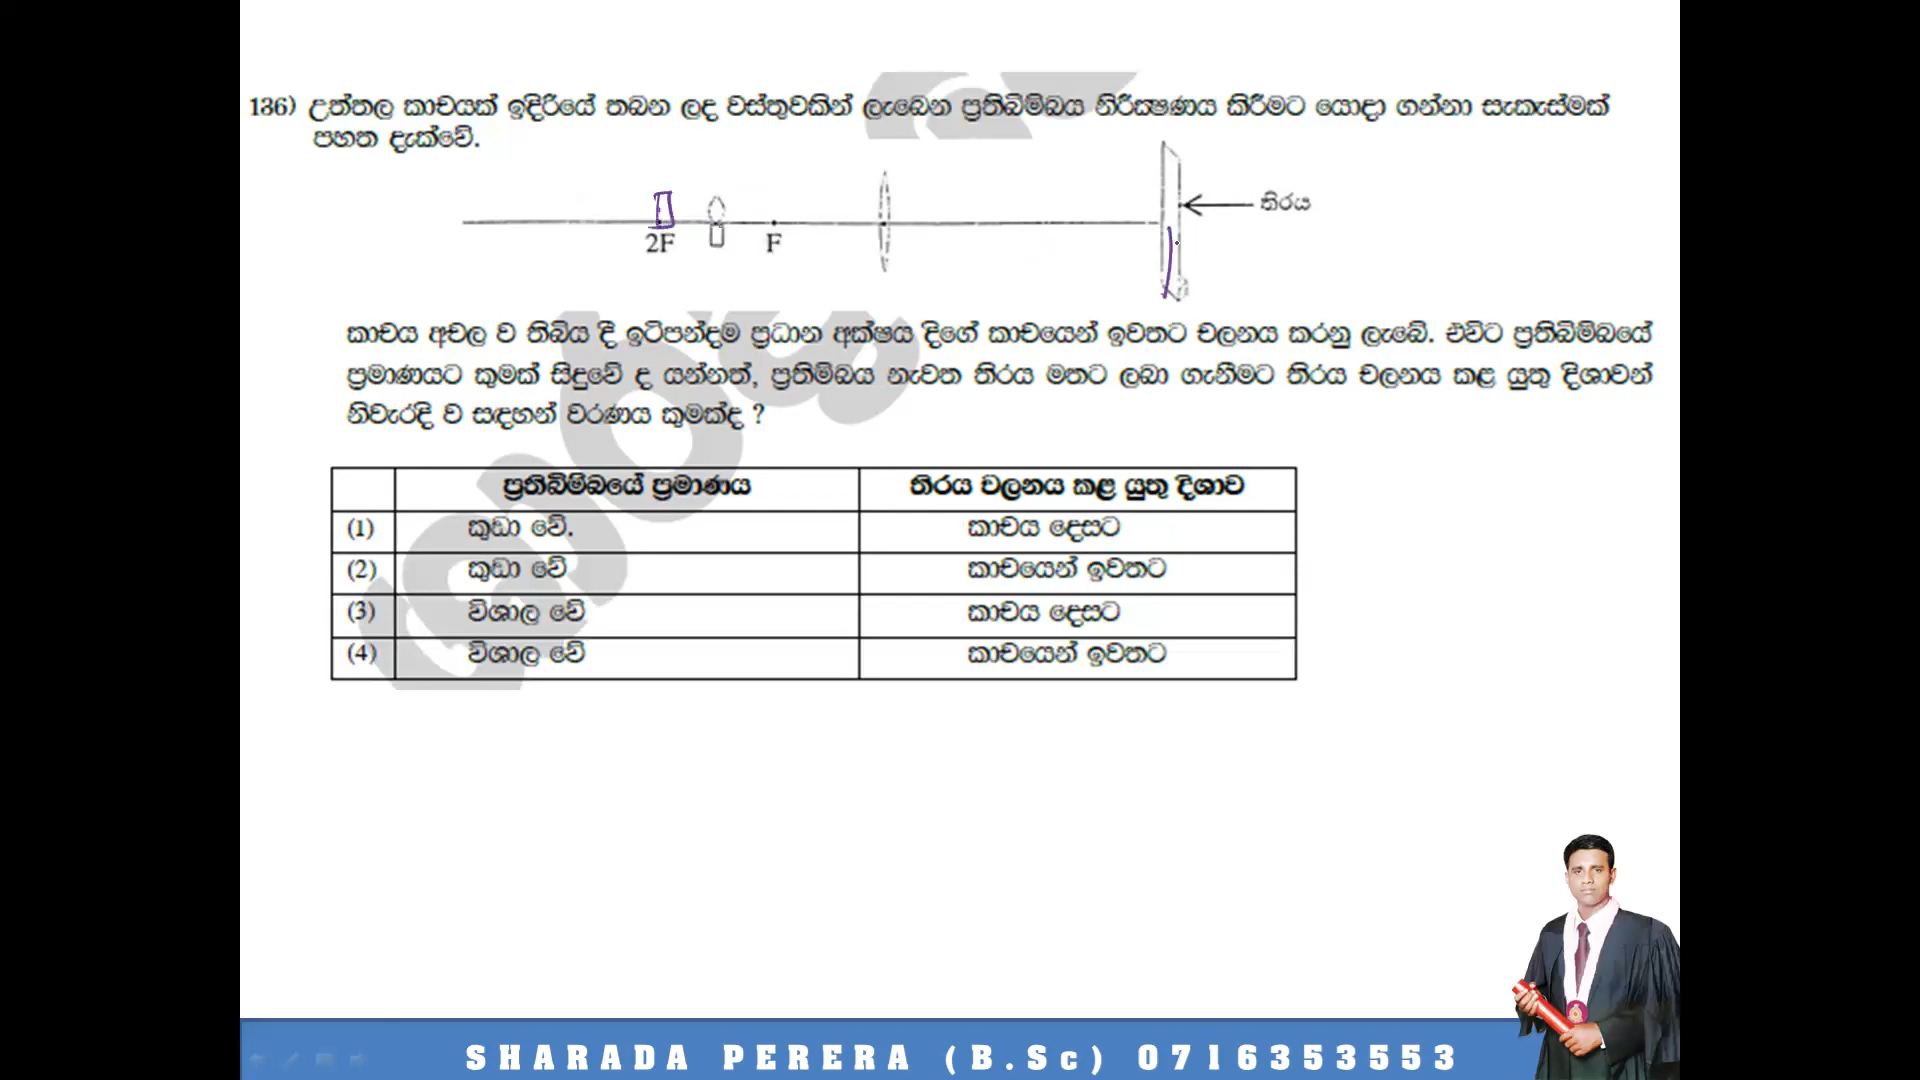 136) උත්තල කාචයක් ඉදිරියේ තබන ලද වස්තුවකින් ලැබෙන ප්‍රතිබිම්බය නිරීක්ෂණය කිරීමට යොදා ගන්නා සැකැස්මක්
පහත දැක්වේ.
තිරය
2F F
කාචය අචල ව තිබිය දී ඉටිපන්දම ප්‍රධාන අක්ෂය දිගේ කාචයෙන් ඉවතට චලනය කරනු ලැබේ. එවිට ප්‍රතිබිම්බයේ
ප්‍රමාණයට කුමක් සිදුවේ ද යන්නත්, ප්‍රතිම්බය නැවත තිරය මතට ලබා ගැනීමට තිරය චලනය කළ යුතු දිශාවන්
නිවැරදි ව සඳහන් වරණය කුමක්ද ?
ප්‍රතිබිම්බයේ ප්‍රමාණය තිරය චලනය කළ යුතු දිශාව
(1) කුඩා වේ. කාචය දෙසට
(2) කුඩා වේ කාචයෙන් ඉවතට
(3) විශාල වේ කාචය දෙසට
(4) විශාල වේ කාචයෙන් ඉවතට
SHARADA PERERA (B.Sc) 0716353553